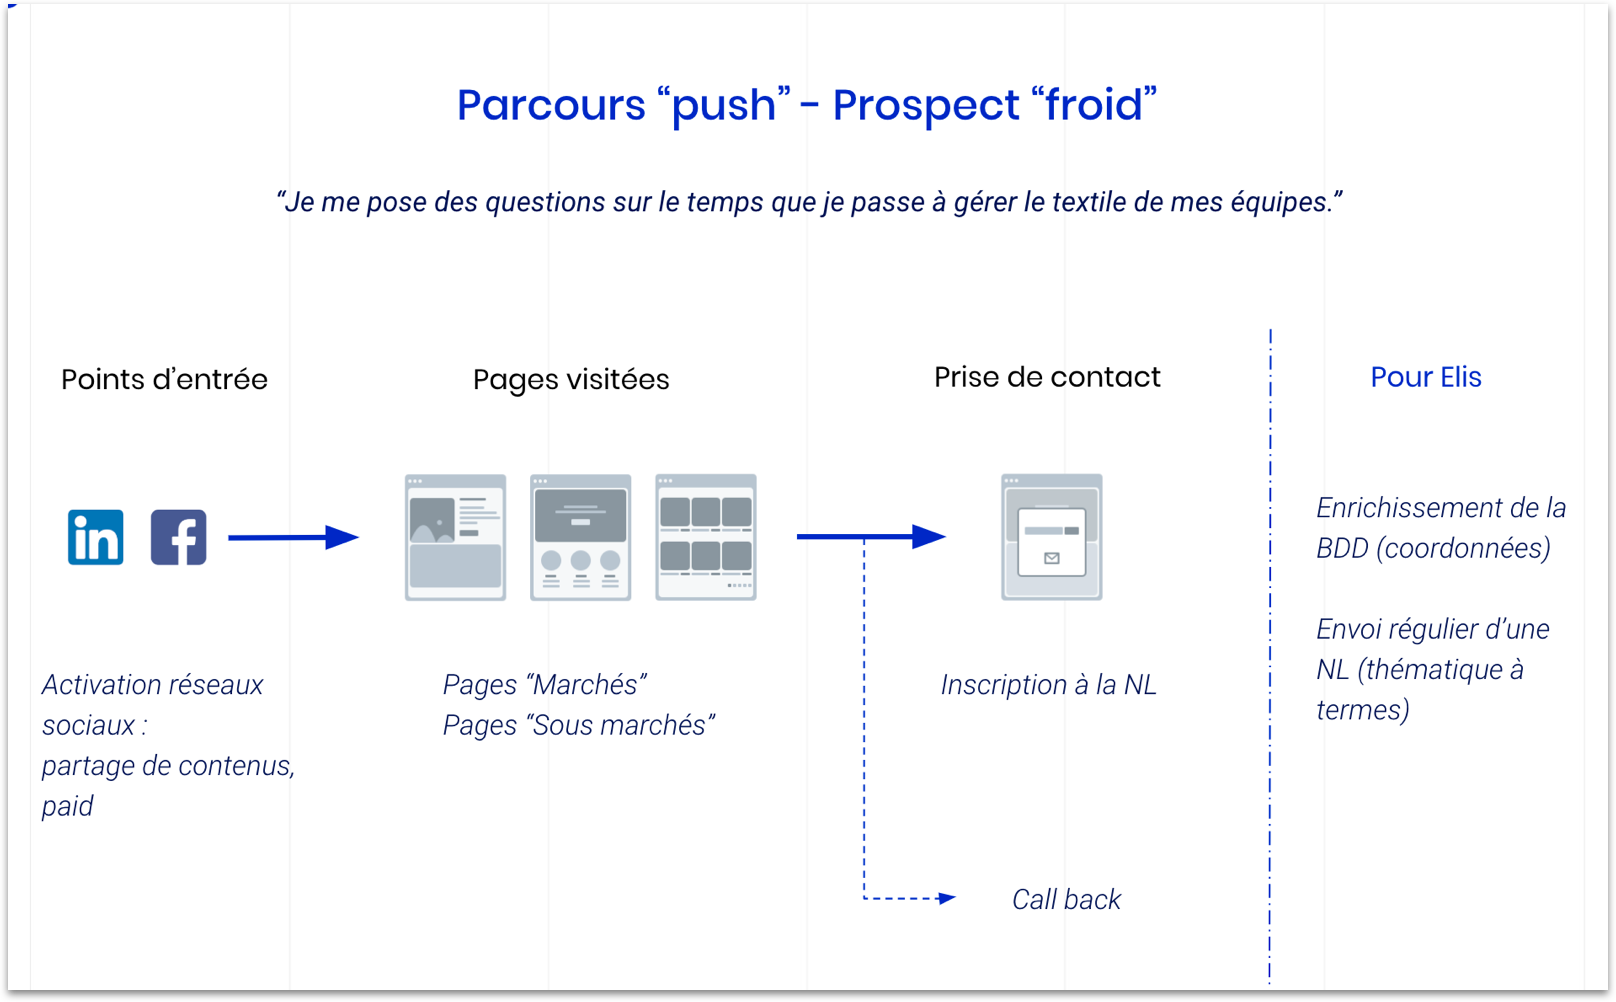 Parcours “push” - Prospect “froid”
“Je me pose des questions sur le temps que je passe à gérer le textile de mes équipes.”
Points d’entrée
Pages visitées
Prise de contact
Pour Elis
in
f
Activation réseaux
sociaux :
partage de contenus,
paid
Pages “Marchés”
Pages “Sous marchés”
Inscription à la NL
Call back
Enrichissement de la
BDD (coordonnées)
Envoi régulier d’une
NL (thématique à
termes)